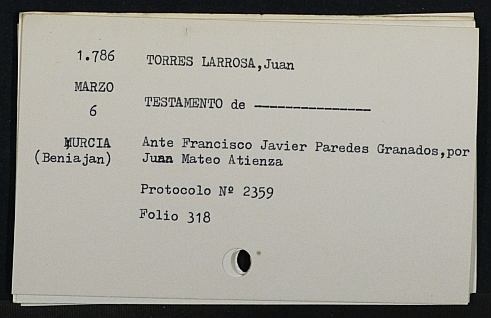 1.786 TORRES LARROSA,Juan
MARZO
6 TESTAMENTO de ---------------
MURCIA Ante Francisco Javier Paredes Granados,por
(Beniajan) Juan Mateo Atienza
Protocolo Nº 2359
Folio 318